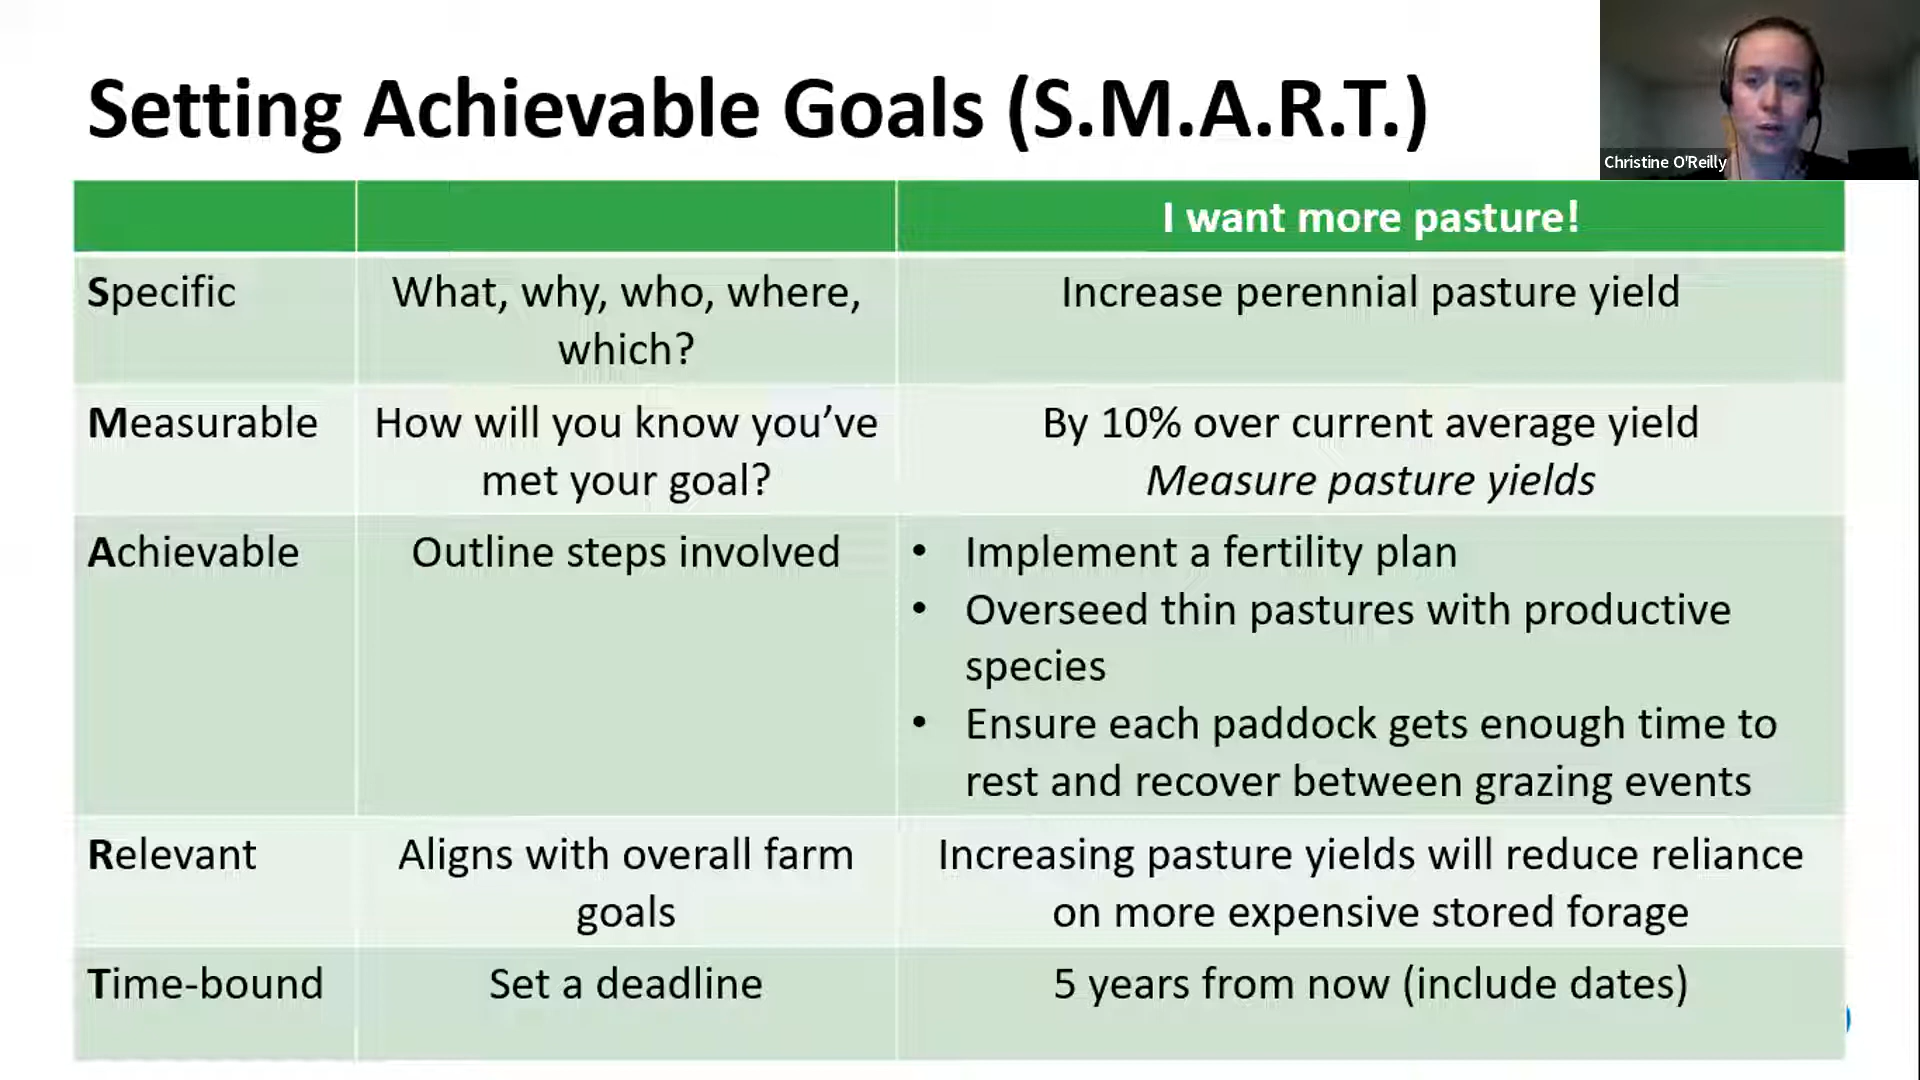 Setting Achievable Goals (S.M.A.R.T.)
Christine O'Reilly
I want more pasture!
Specific
What, why, who, where,
which?
Increase perennial pasture yield
Measurable
How will you know you’ve
met your goal?
By 10% over current average yield
Measure pasture yields
Achievable
Outline steps involved
• Implement a fertility plan
• Overseed thin pastures with productive
species
• Ensure each paddock gets enough time to
rest and recover between grazing events
Relevant
Aligns with overall farm
goals
Increasing pasture yields will reduce reliance
on more expensive stored forage
Time-bound
Set a deadline
5 years from now (include dates)